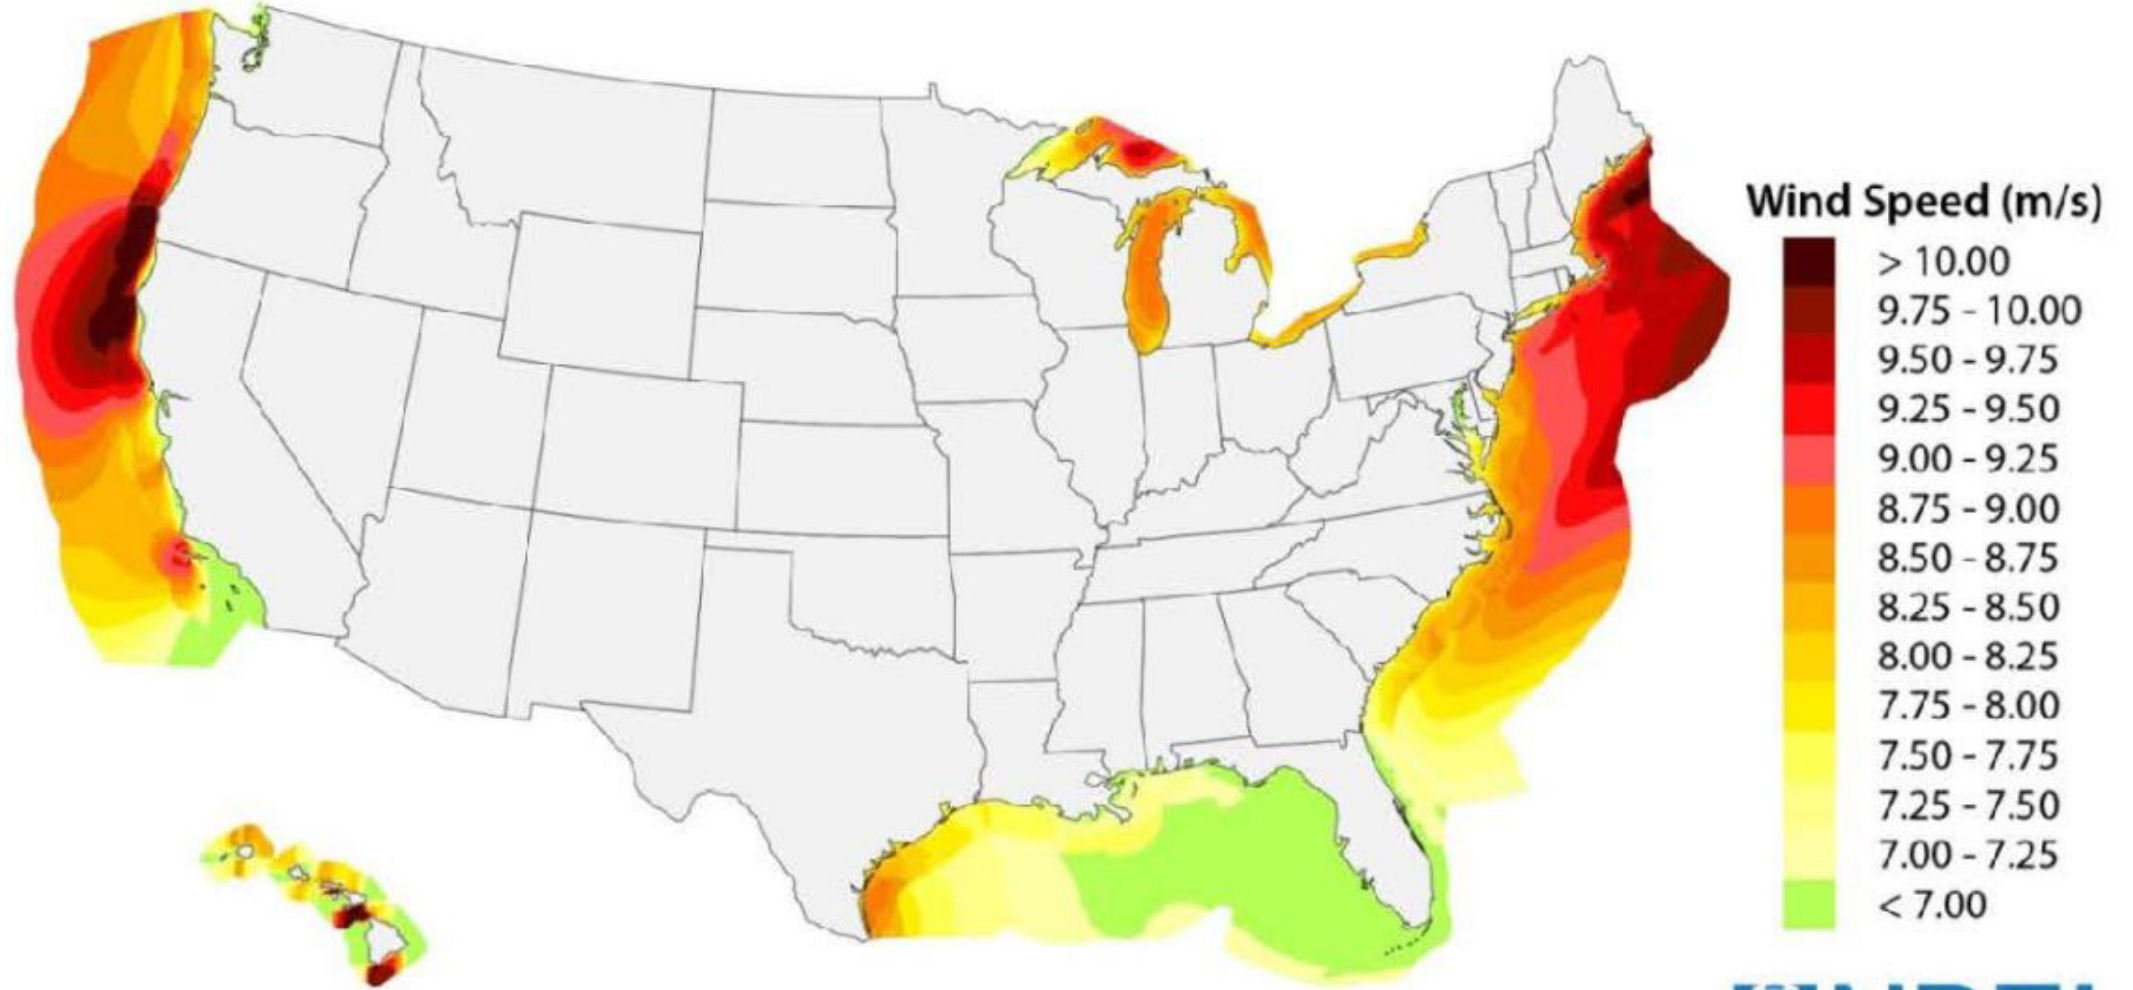 Wind Speed (m/s)
> 10.00
9.75 - 10.00
9.50 - 9.75
9.25 - 9.50
9.00 - 9.25
8.75 - 9.00
8.50 - 8.75
8.25 - 8.50
8.00 - 8.25
7.75 - 8.00
7.50 - 7.75
7.25 - 7.50
7.00 - 7.25
< 7.00